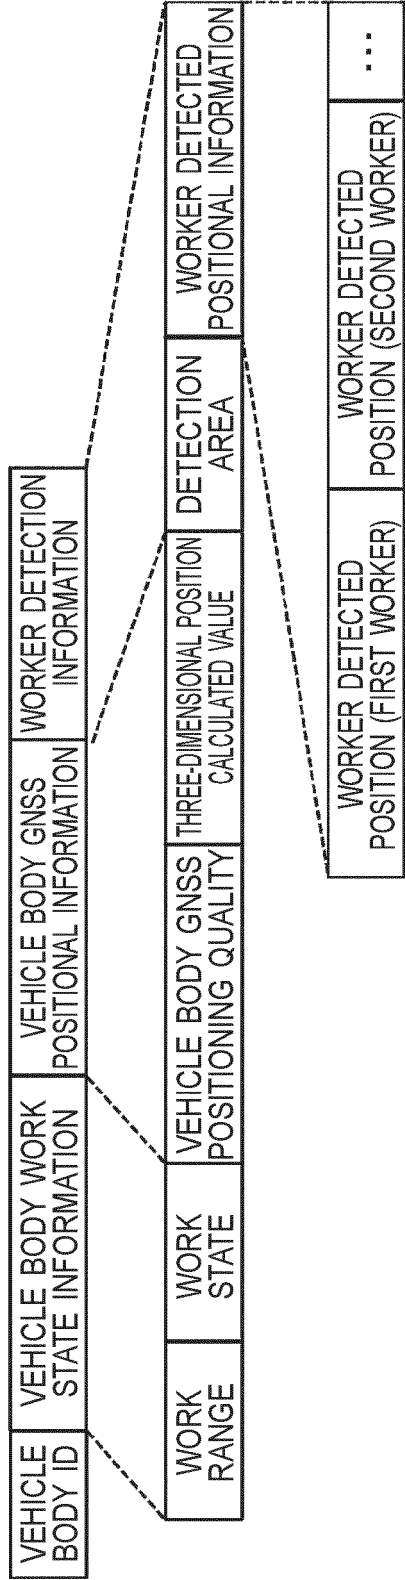 VEHICLE
BODY ID
VEHICLE BODY WORK
STATE INFORMATION
VEHICLE BODY GNSS
POSITIONAL INFORMATION
WORKER DETECTION
INFORMATION
WORK
RANGE
WORK
STATE
VEHICLE BODY GNSS
POSITIONING QUALITY
THREE-DIMENSIONAL POSITION
CALCULATED VALUE
DETECTION
AREA
WORKER DETECTED
POSITIONAL INFORMATION
WORKER DETECTED
POSITION (FIRST WORKER)
WORKER DETECTED
POSITION (SECOND WORKER)
...